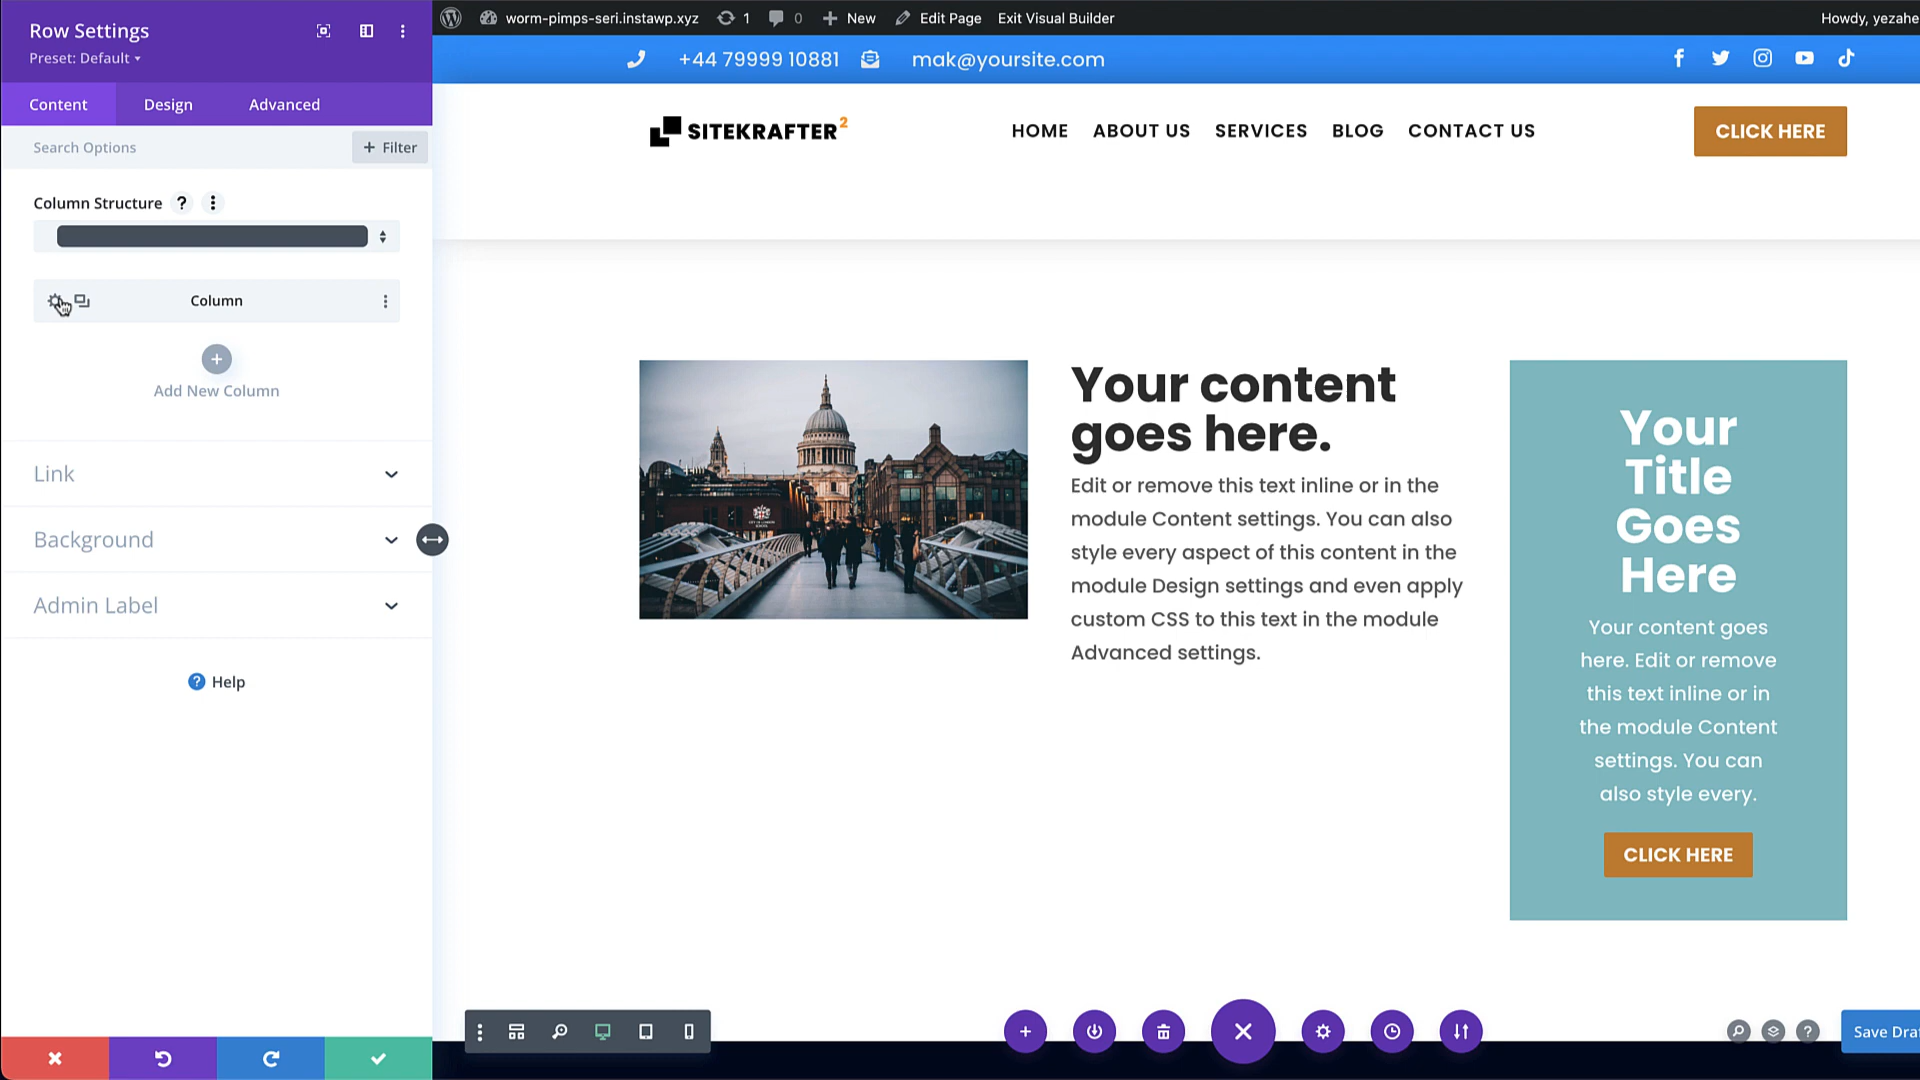 Row Settings
Preset: Default
Content
Design
Advanced
Search Options
+ Filter
Column Structure ?
Column
Add New Column
Link
Background
Admin Label
? Help
worm-pimps-seri.instawp.xyz
1
0
New
Edit Page
Exit Visual Builder
Howdy, yezahe
+44 79999 10881
mak@yoursite.com
SITEKRAFTER2
HOME
ABOUT US
SERVICES
BLOG
CONTACT US
CLICK HERE
Your content
goes here.
Edit or remove this text inline or in the
module Content settings. You can also
style every aspect of this content in the
module Design settings and even apply
custom CSS to this text in the module
Advanced settings.
Your
Title
Goes
Here
Your content goes
here. Edit or remove
this text inline or in
the module Content
settings. You can
also style every.
CLICK HERE
?
Save Draf